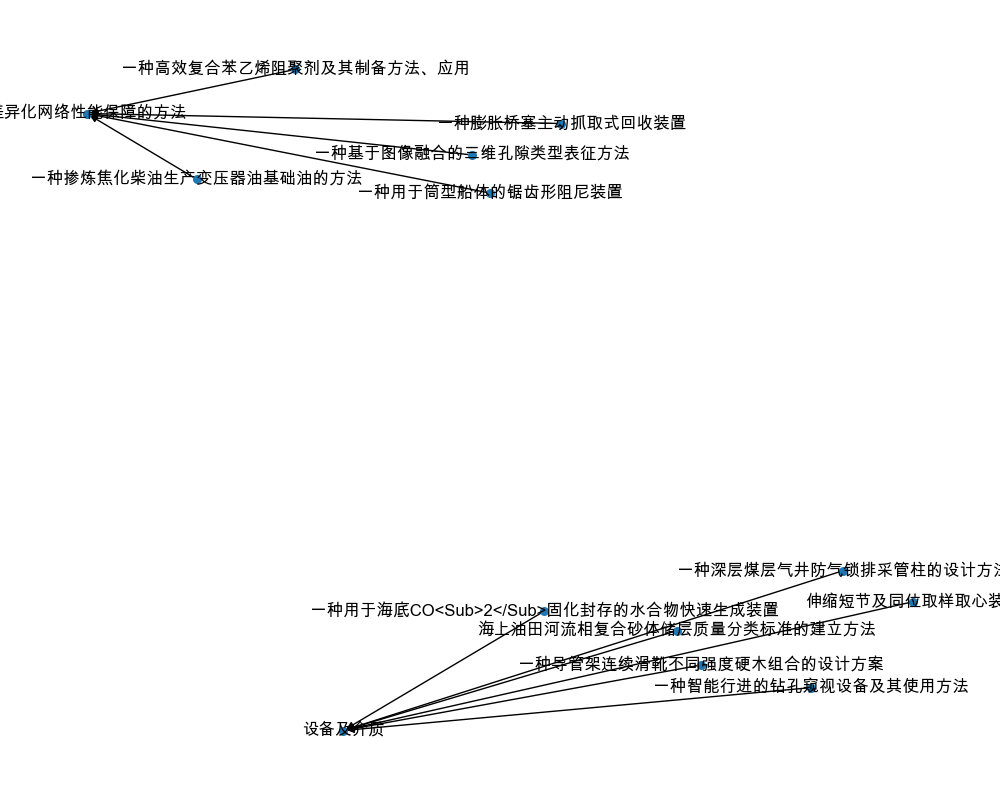 一种高效复合苯乙烯阻聚剂及其制备方法、应用
差异化网络性能保障的方法
一种膨胀桥塞主动抓取式回收装置
一种基于图像融合的三维孔隙类型表征方法
一种掺炼焦化柴油生产变压器油基础油的方法
一种用于筒型船体的锯齿形阻尼装置
一种深层煤层气井防气锁排采管柱的设计方法
伸缩短节及同位取样取心装
一种用于海底CO<Sub>2</Sub>固化封存的水合物快速生成装置
海上油田河流相复合砂体储层质量分类标准的建立方法
一种导管架连续滑靴不同强度硬木组合的设计方案
一种智能行进的钻孔窥视设备及其使用方法
设备及介质